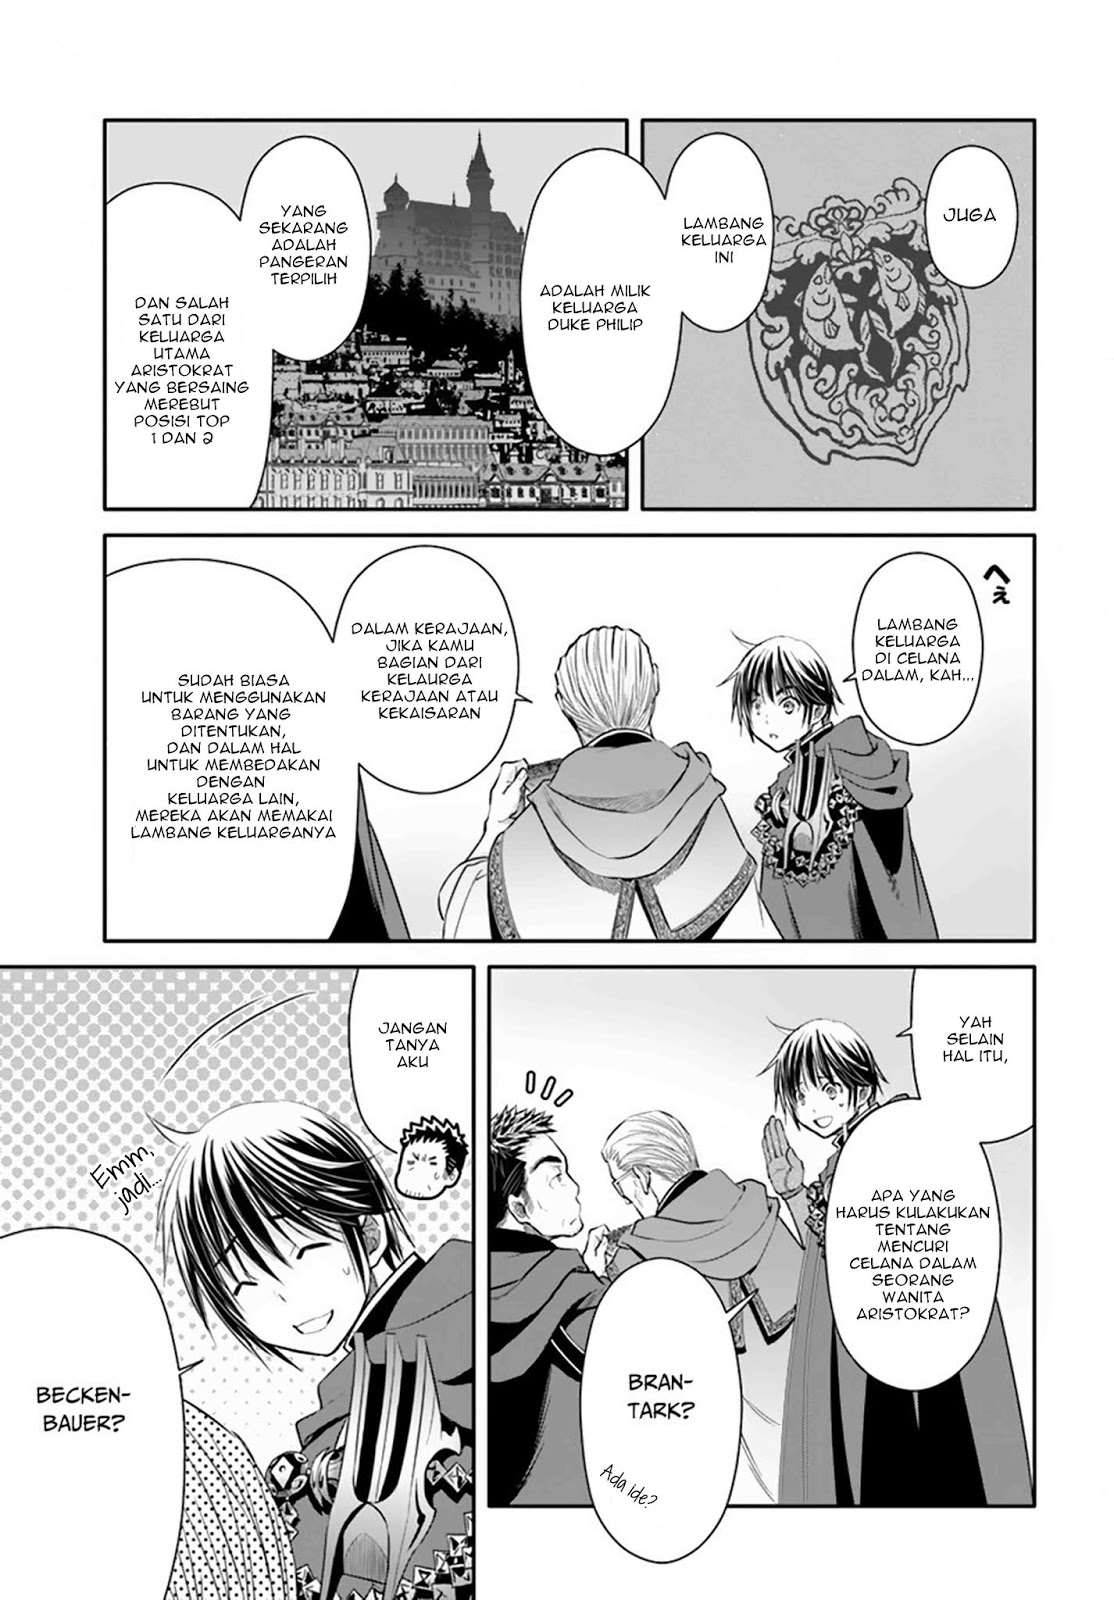 JUGA
LAMBANG
KELUARGA
INI
ADALAH MILIK
KELUARGA
DUKE PHILIP
YANG
SEKARANG
ADALAH
PANGERAN
TERPILIH
DAN SALAH
SATU DARI
KELUARGA
UTAMA
ARISTOKRAT
YANG BERSAING
MEREBUT
POSISI TOP
1 DAN 2
へぇ
LAMBANG
KELUARGA
DI CELANA
DALAM, KAH...
DALAM KERAJAAN,
JIKA KAMU
BAGIAN DARI
KELAURGA
KERAJAAN ATAU
KEKAISARAN
SUDAH BIASA
UNTUK MENGGUNAKAN
BARANG YANG
DITENTUKAN,
DAN DALAM HAL
UNTUK MEMBEDAKAN
DENGAN
KELUARGA LAIN,
MEREKA AKAN MEMAKAI
LAMBANG KELUARGANYA
YAH
SELAIN
HAL ITU,
APA YANG
HARUS KULAKUKAN
TENTANG
MENCURI
CELANA DALAM
SEORANG
WANITA
ARISTOKRAT?
BRAN-
TARK?
Ada ide?
JANGAN
TANYA
AKU
Emm,
jadi...
BECKEN-
BAUER?